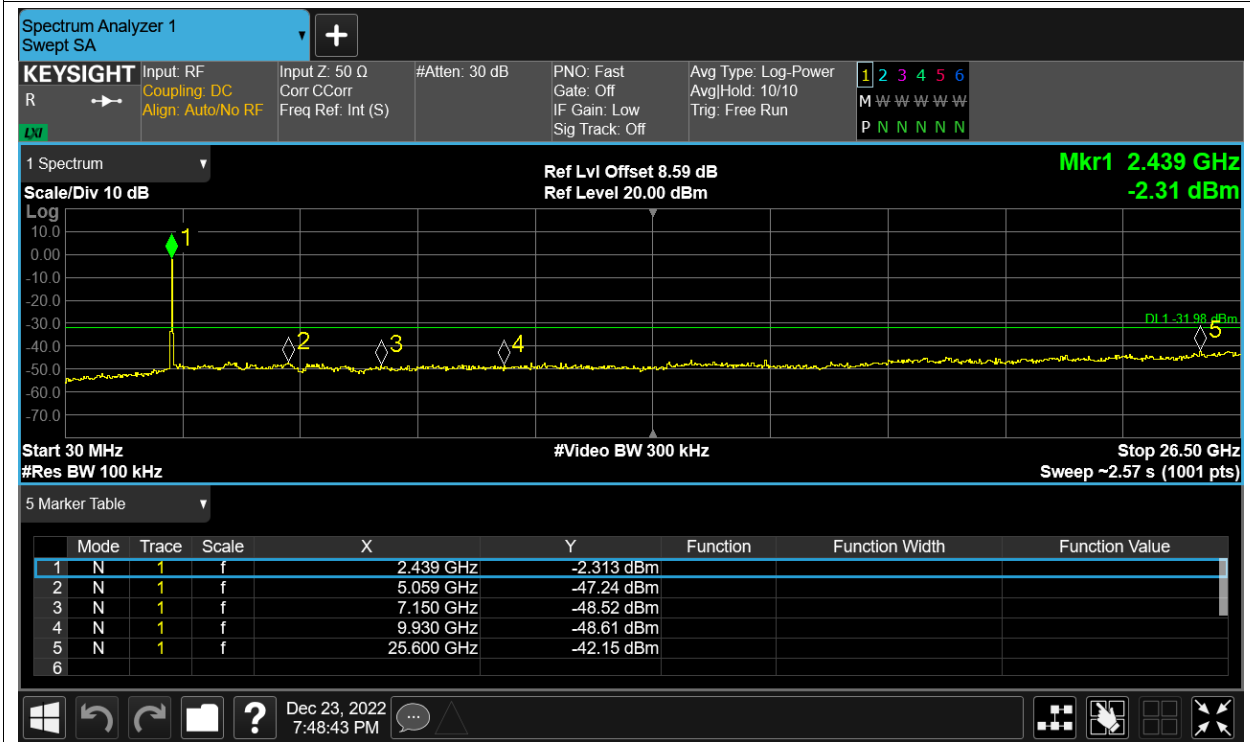 Spectrum Analyzer 1
Swept SA
+
KEYSIGHT
R
LXI
Input: RF
Coupling: DC
Align: Auto/No RF
Input Z: 50 Ω
Corr CCorr
Freq Ref: Int (S)
#Atten: 30 dB
PNO: Fast
Gate: Off
IF Gain: Low
Sig Track: Off
Avg Type: Log-Power
Avg|Hold: 10/10
Trig: Free Run
1 2 3 4 5 6
M W W W W W
P N N N N N
1 Spectrum
Scale/Div 10 dB
Ref Lvl Offset 8.59 dB
Ref Level 20.00 dBm
Mkr1 2.439 GHz
-2.31 dBm
Log
10.0
0.00
-10.0
-20.0
-30.0
-40.0
-50.0
-60.0
-70.0
1
2
3
4
5
DL1 -31.98 dBm
Start 30 MHz
#Res BW 100 kHz
#Video BW 300 kHz
Stop 26.50 GHz
Sweep ~2.57 s (1001 pts)
5 Marker Table
Mode Trace Scale X Y Function Function Width Function Value
1 N 1 f 2.439 GHz -2.313 dBm
2 N 1 f 5.059 GHz -47.24 dBm
3 N 1 f 7.150 GHz -48.52 dBm
4 N 1 f 9.930 GHz -48.61 dBm
5 N 1 f 25.600 GHz -42.15 dBm
6
?
Dec 23, 2022
7:48:43 PM